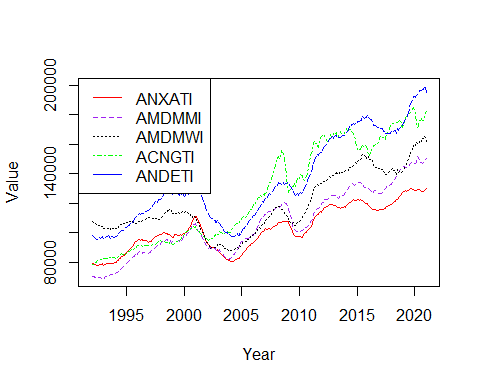 200000
140000
80000
Value
ANXATI
AMDMMI
AMDMWI
ACNGTI
ANDETI
1995 2000 2005 2010 2015 2020
Year